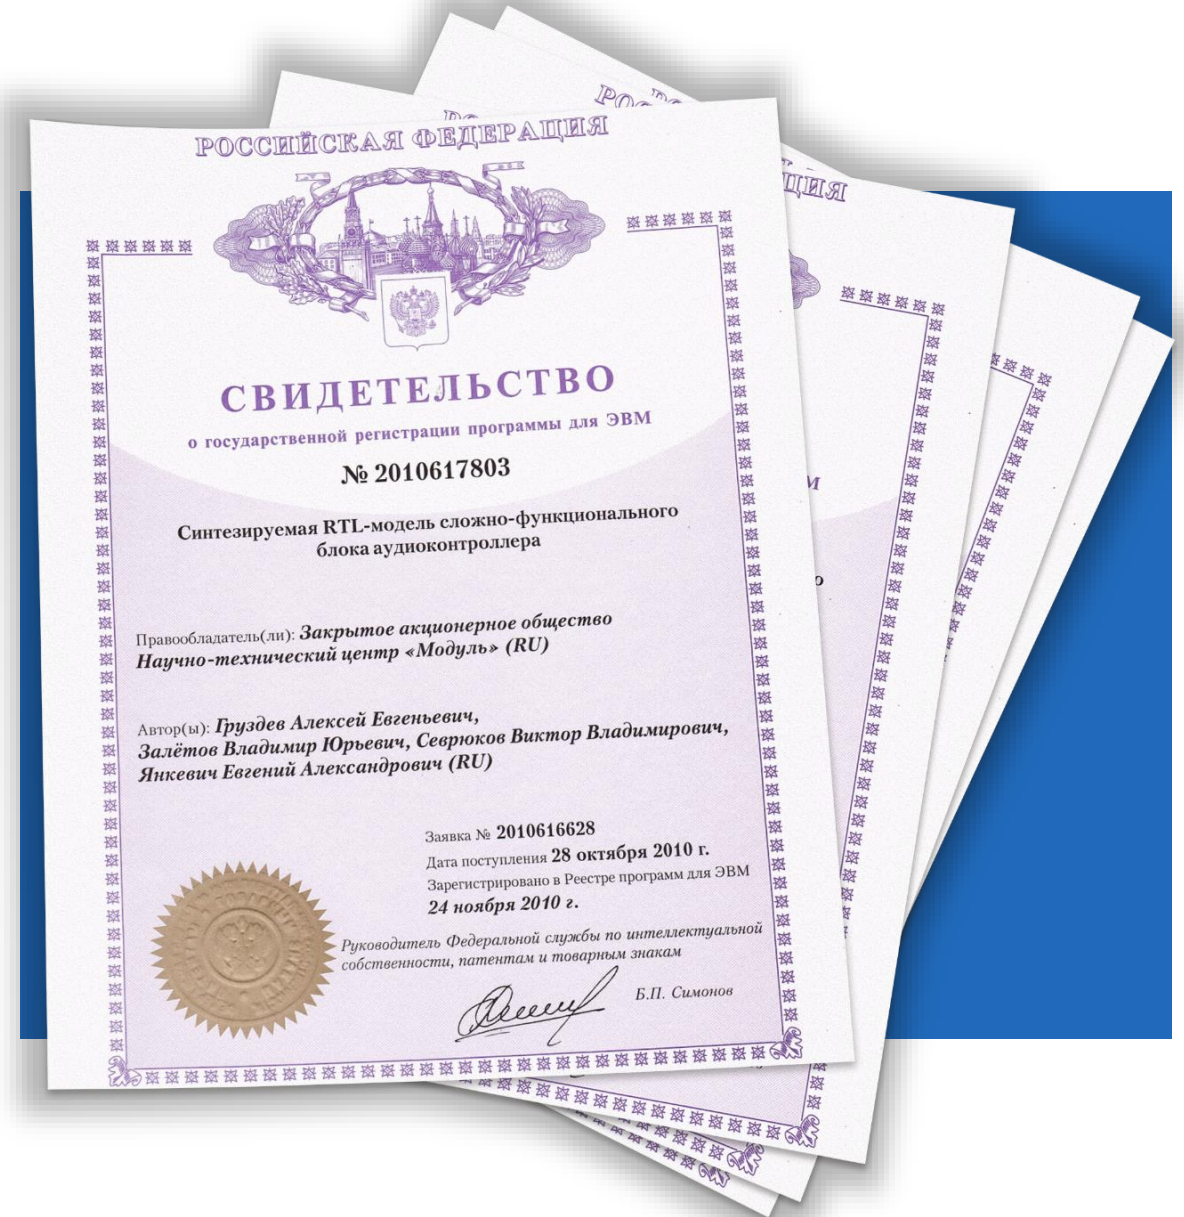 РОССИЙСКАЯ ФЕДЕРАЦИЯ
СВИДЕТЕЛЬСТВО
о государственной регистрации программы для ЭВМ
№ 2010617803
Синтезируемая RTL-модель сложно-функционального
блока аудиоконтроллера
Правообладатель(ли): Закрытое акционерное общество
Научно-технический центр «Модуль» (RU)
Автор(ы): Груздев Алексей Евгеньевич,
Залётов Владимир Юрьевич, Севрюков Виктор Владимирович,
Янкевич Евгений Александрович (RU)
Заявка № 2010616628
Дата поступления 28 октября 2010 г.
Зарегистрировано в Реестре программ для ЭВМ
24 ноября 2010 г.
Руководитель Федеральной службы по интеллектуальной
собственности, патентам и товарным знакам
Б.П. Симонов